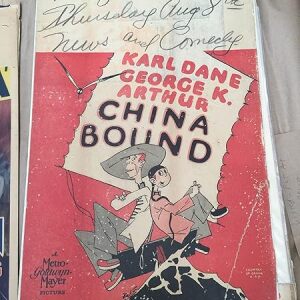 Thursday Aug 8th
News and Comedy
KARL DANE
GEORGE K.
ARTHUR
CHINA
BOUND
A
Metro-
Goldwyn-
Mayer
PICTURE